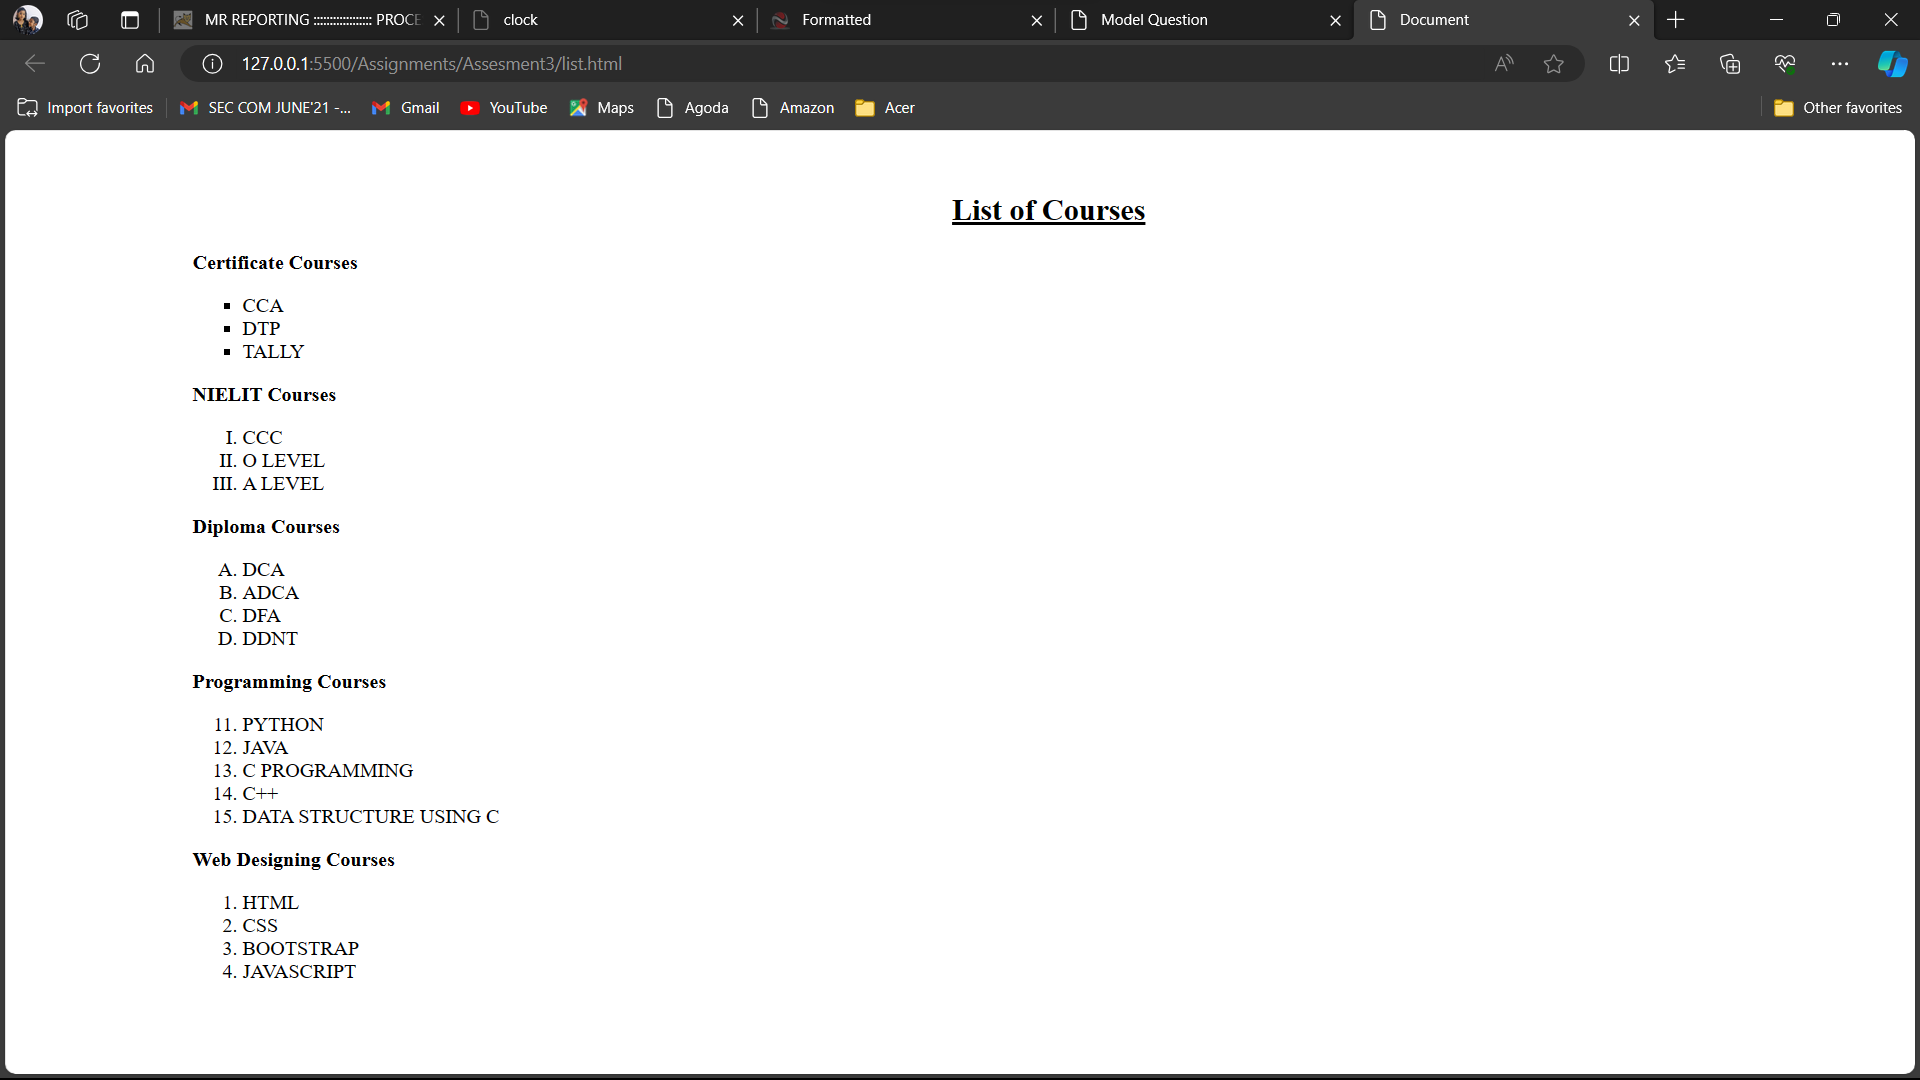 MR REPORTING :::::::::::::::::: PROCE
clock
Formatted
Model Question
Document
127.0.0.1:5500/Assignments/Assesment3/list.html
Import favorites
SEC COM JUNE'21 -...
Gmail
YouTube
Maps
Agoda
Amazon
Acer
Other favorites
List of Courses
Certificate Courses
▪ CCA
▪ DTP
▪ TALLY
NIELIT Courses
I. CCC
II. O LEVEL
III. A LEVEL
Diploma Courses
A. DCA
B. ADCA
C. DFA
D. DDNT
Programming Courses
11. PYTHON
12. JAVA
13. C PROGRAMMING
14. C++
15. DATA STRUCTURE USING C
Web Designing Courses
1. HTML
2. CSS
3. BOOTSTRAP
4. JAVASCRIPT